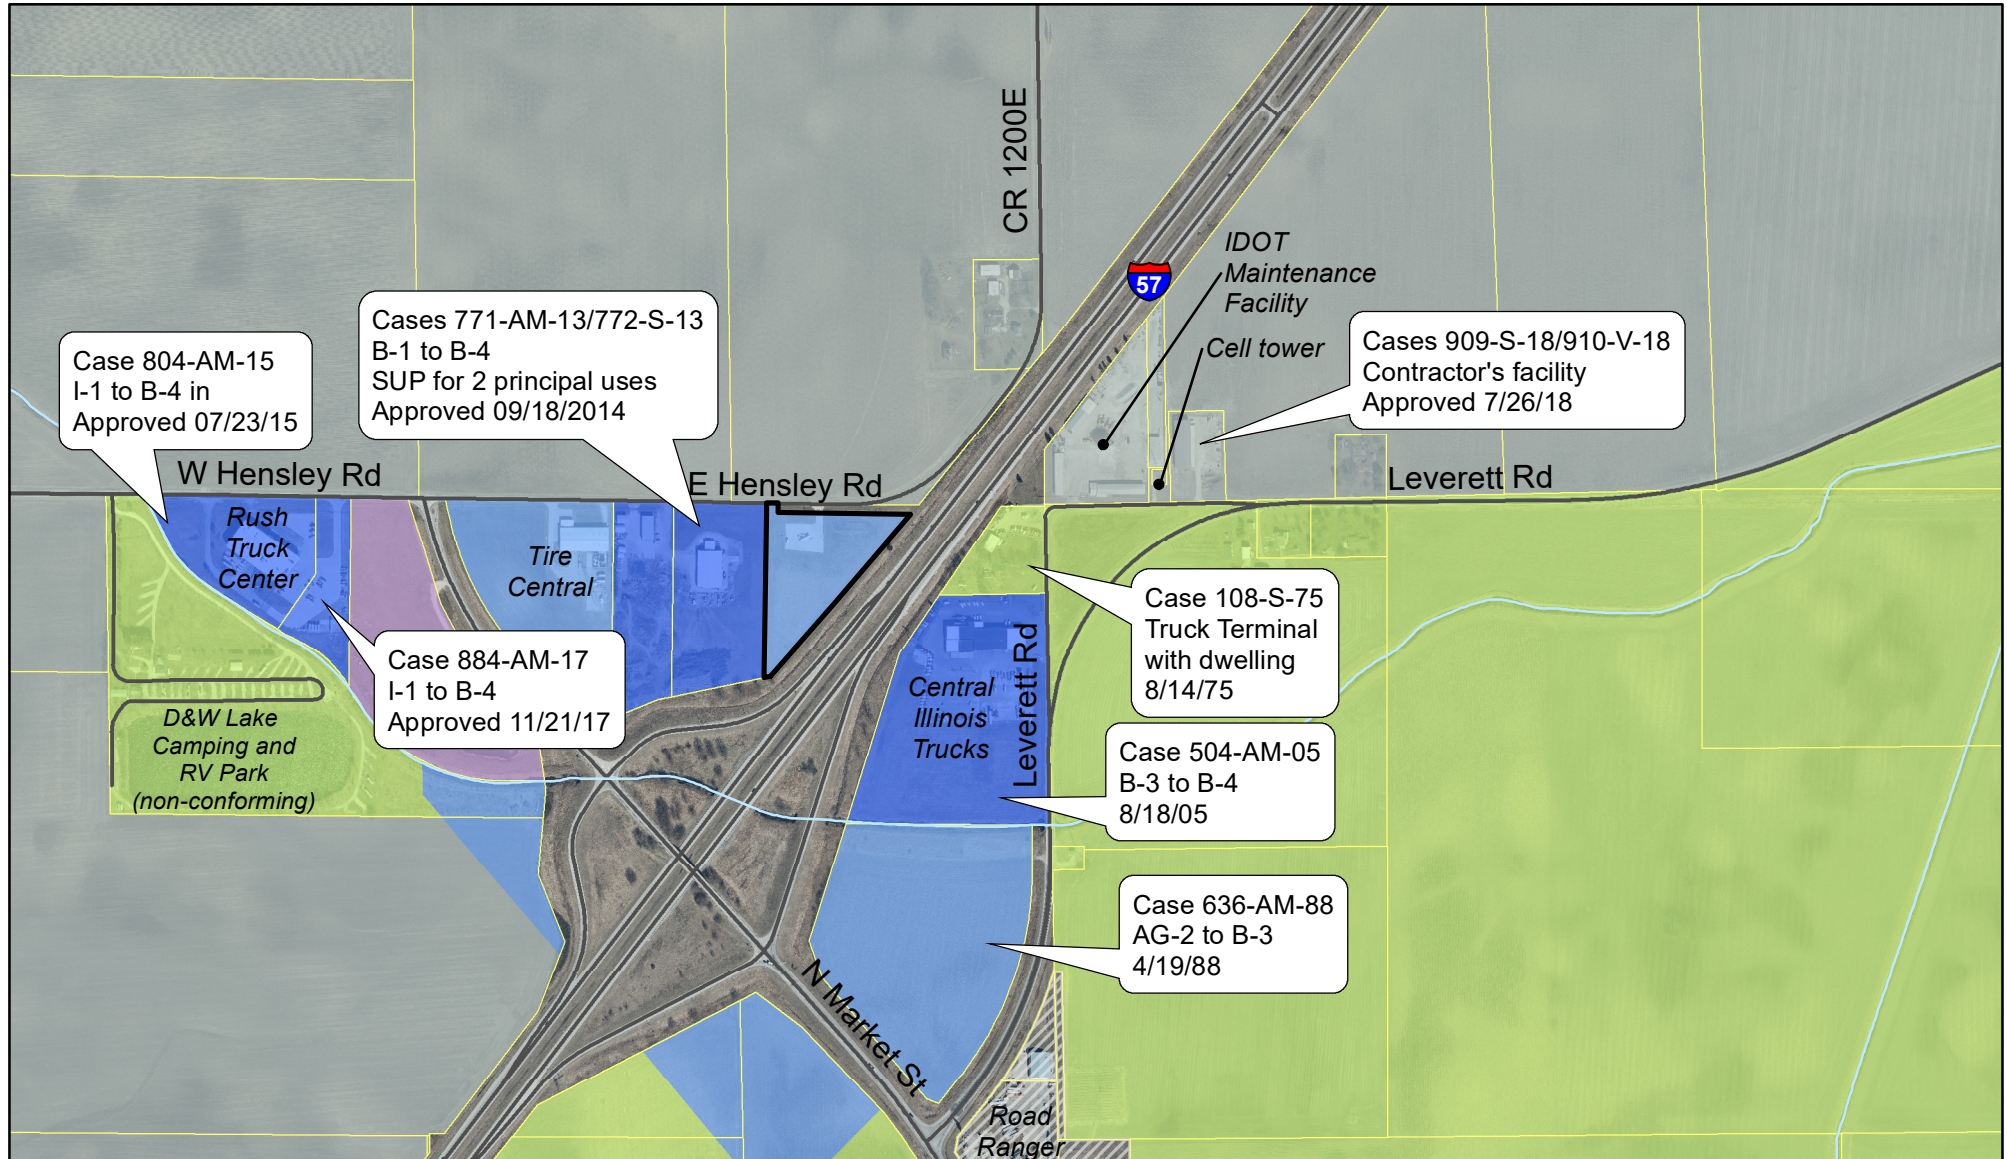 CR 1200E
57
IDOT
Maintenance
Facility
Cell tower
Cases 909-S-18/910-V-18
Contractor's facility
Approved 7/26/18
Cases 771-AM-13/772-S-13
B-1 to B-4
SUP for 2 principal uses
Approved 09/18/2014
Case 804-AM-15
I-1 to B-4 in
Approved 07/23/15
W Hensley Rd
E Hensley Rd
Leverett Rd
Rush
Truck
Center
Tire
Central
Case 108-S-75
Truck Terminal
with dwelling
8/14/75
Case 884-AM-17
I-1 to B-4
Approved 11/21/17
Central
Illinois
Trucks
Leverett Rd
D&W Lake
Camping and
RV Park
(non-conforming)
Case 504-AM-05
B-3 to B-4
8/18/05
Case 636-AM-88
AG-2 to B-3
4/19/88
N Market St
Road
Ranger